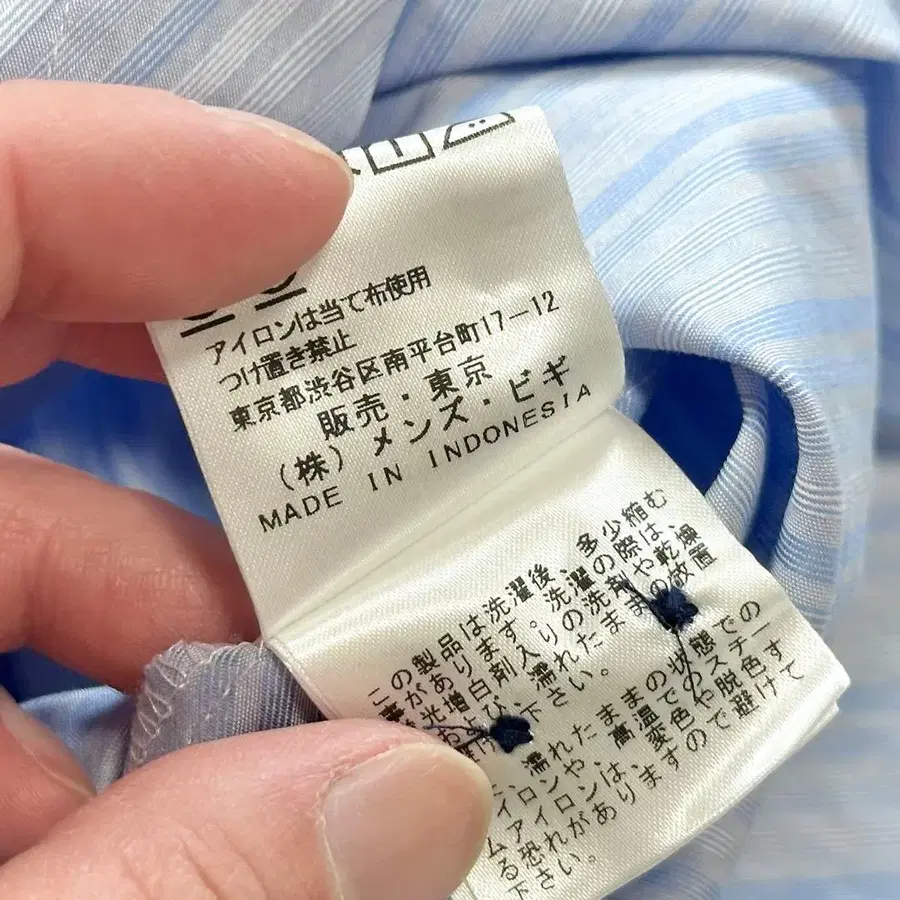 アイロンは当て布使用
つけ置き禁止
東京都渋谷区南平台町17-12
販売・東京
(株)メンズ・ビギ
MADE IN INDONESIA
この製品は洗濯後、多少縮む
事があります。洗濯の際は、
光増白剤入りの洗剤や乾燥
および、濡れたままの放置
下さい。
、濡れたままの状態での
イロンや、高温でのスチー
ムアイロンは、変色や脱色す
る恐れがありますので避けて
下さい。